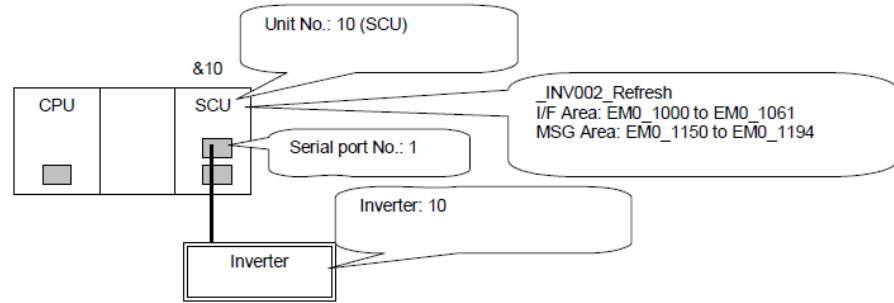 Unit No.: 10 (SCU)
&10
CPU
SCU
_INV002_Refresh
I/F Area: EM0_1000 to EM0_1061
MSG Area: EM0_1150 to EM0_1194
Serial port No.: 1
Inverter: 10
Inverter